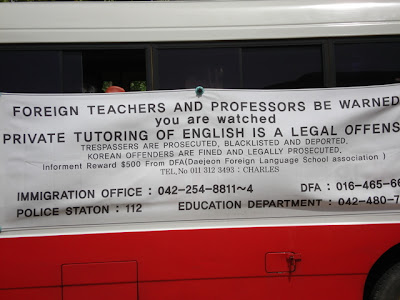 FOREIGN TEACHERS AND PROFESSORS BE WARNED
you are watched
PRIVATE TUTORING OF ENGLISH IS A LEGAL OFFENS
TRESPASSERS ARE PROSECUTED, BLACKLISTED AND DEPORTED.
KOREAN OFFENDERS ARE FINED AND LEGALLY PROSECUTED.
Informent Reward $500 From DFA(Daejeon Foreign Language School association )
TEL,No 011 312 3493 : CHARLES
IMMIGRATION OFFICE : 042-254-8811~4 DFA : 016-465-66
POLICE STATON : 112 EDUCATION DEPARTMENT : 042-480-7